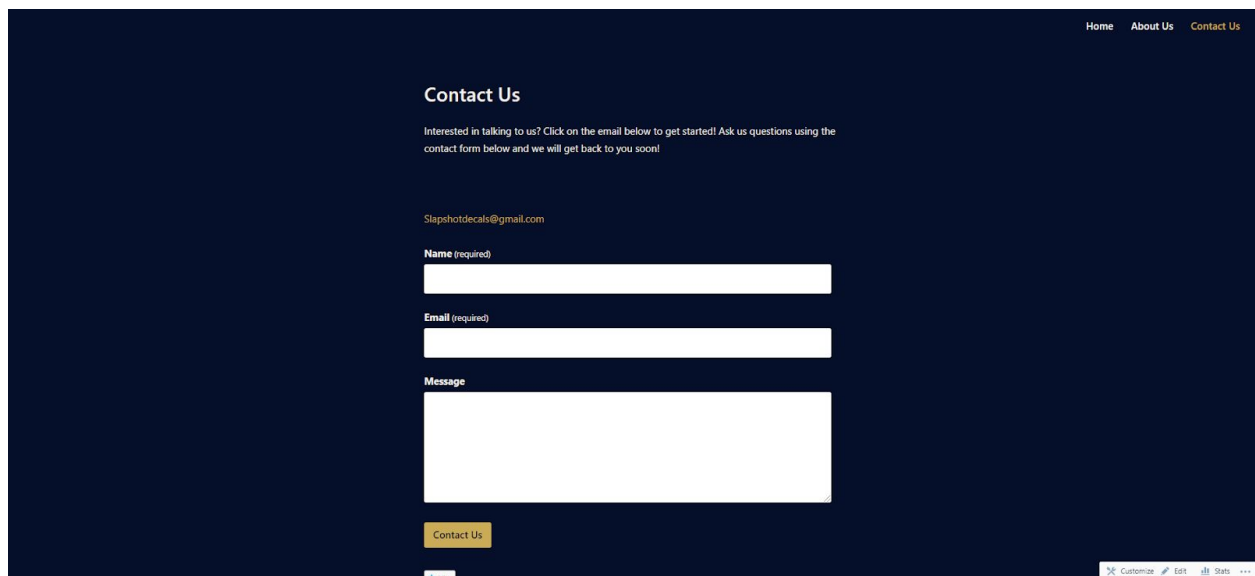 Home About Us Contact Us
Contact Us
Interested in talking to us? Click on the email below to get started! Ask us questions using the
contact form below and we will get back to you soon!
Slapshotdecals@gmail.com
Name (required)
Email (required)
Message
Contact Us
Customize Edit Stats